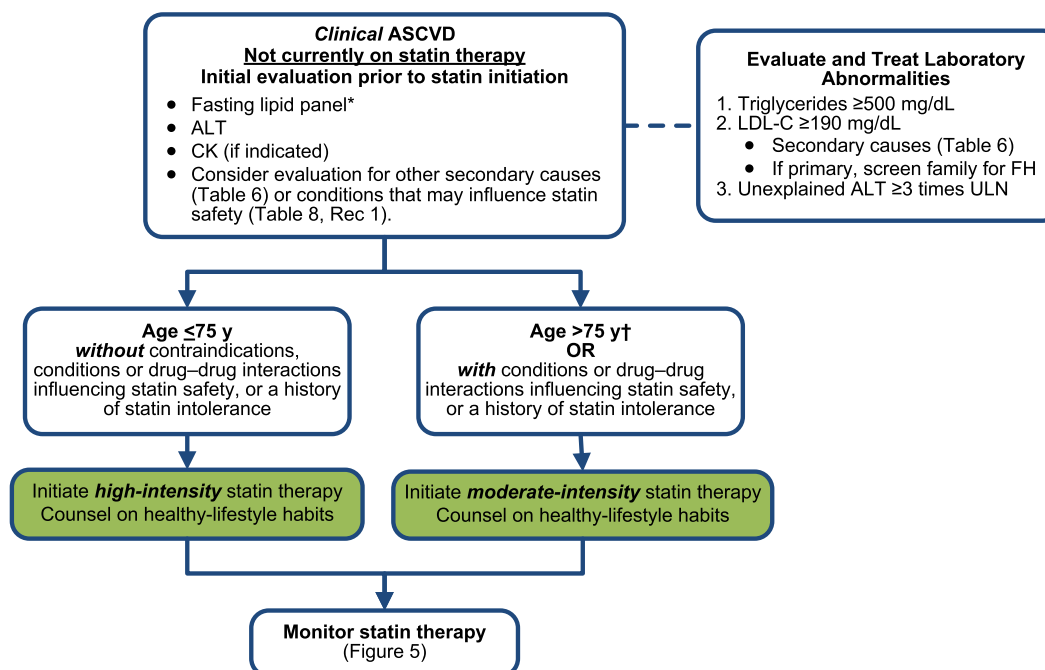 Clinical ASCVD
Not currently on statin therapy
Initial evaluation prior to statin initiation
• Fasting lipid panel*
• ALT
• CK (if indicated)
• Consider evaluation for other secondary causes
(Table 6) or conditions that may influence statin
safety (Table 8, Rec 1).
Evaluate and Treat Laboratory
Abnormalities
1. Triglycerides ≥500 mg/dL
2. LDL-C ≥190 mg/dL
• Secondary causes (Table 6)
• If primary, screen family for FH
3. Unexplained ALT ≥3 times ULN
Age ≤75 y
without contraindications,
conditions or drug–drug interactions
influencing statin safety, or a history
of statin intolerance
Age >75 y†
OR
with conditions or drug–drug
interactions influencing statin safety,
or a history of statin intolerance
Initiate high-intensity statin therapy
Counsel on healthy-lifestyle habits
Initiate moderate-intensity statin therapy
Counsel on healthy-lifestyle habits
Monitor statin therapy
(Figure 5)